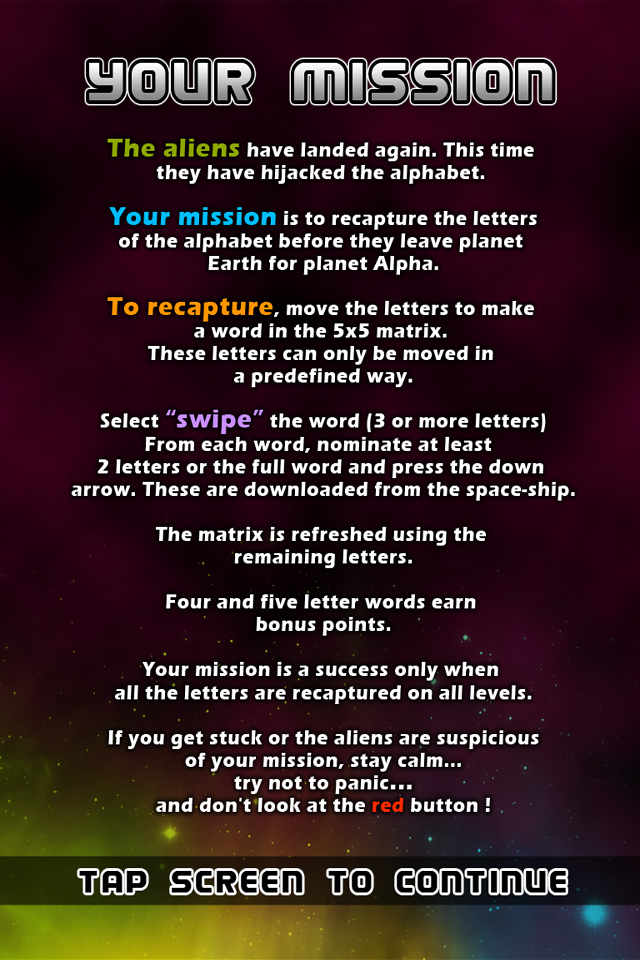 YOUR MISSION
The aliens have landed again. This time
they have hijacked the alphabet.
Your mission is to recapture the letters
of the alphabet before they leave planet
Earth for planet Alpha.
To recapture, move the letters to make
a word in the 5x5 matrix.
These letters can only be moved in
a predefined way.
Select “swipe” the word (3 or more letters)
From each word, nominate at least
2 letters or the full word and press the down
arrow. These are downloaded from the space-ship.
The matrix is refreshed using the
remaining letters.
Four and five letter words earn
bonus points.
Your mission is a success only when
all the letters are recaptured on all levels.
If you get stuck or the aliens are suspicious
of your mission, stay calm...
try not to panic...
and don't look at the red button !
TAP SCREEN TO CONTINUE